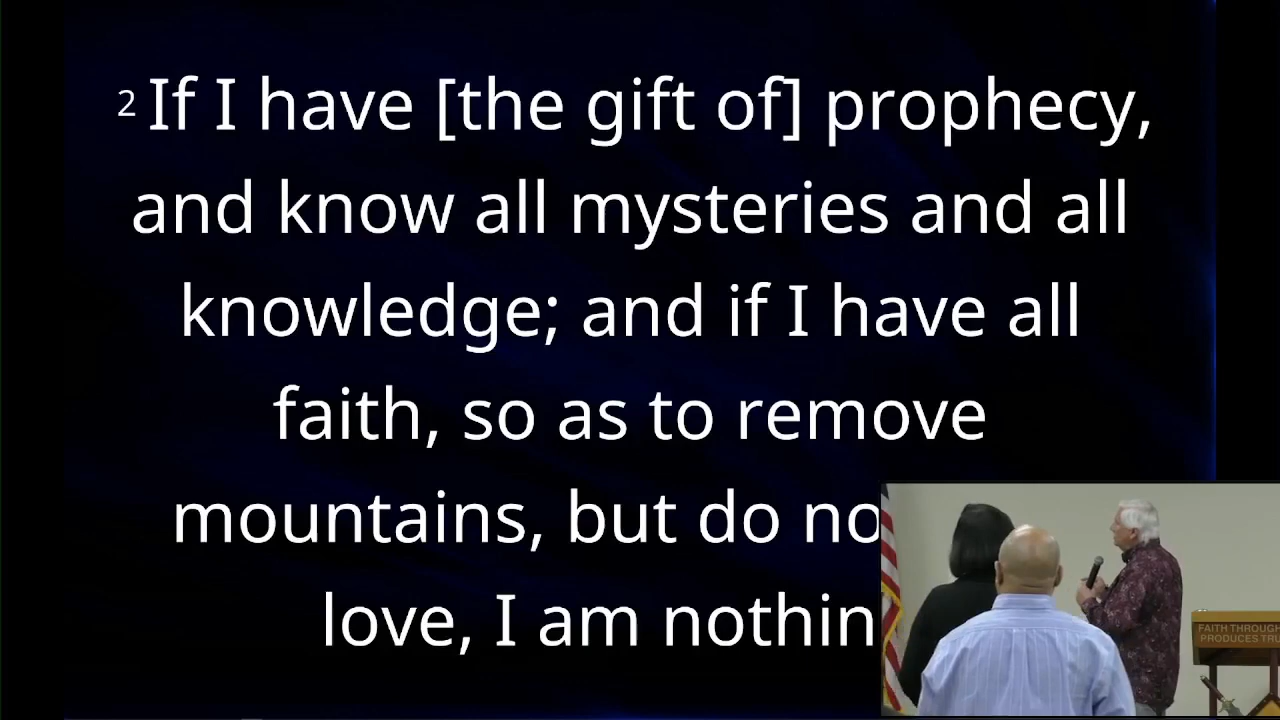 2 If I have [the gift of] prophecy,
and know all mysteries and all
knowledge; and if I have all
faith, so as to remove
mountains, but do no
love, I am nothin
FAITH THROUGH
PRODUCES TRU